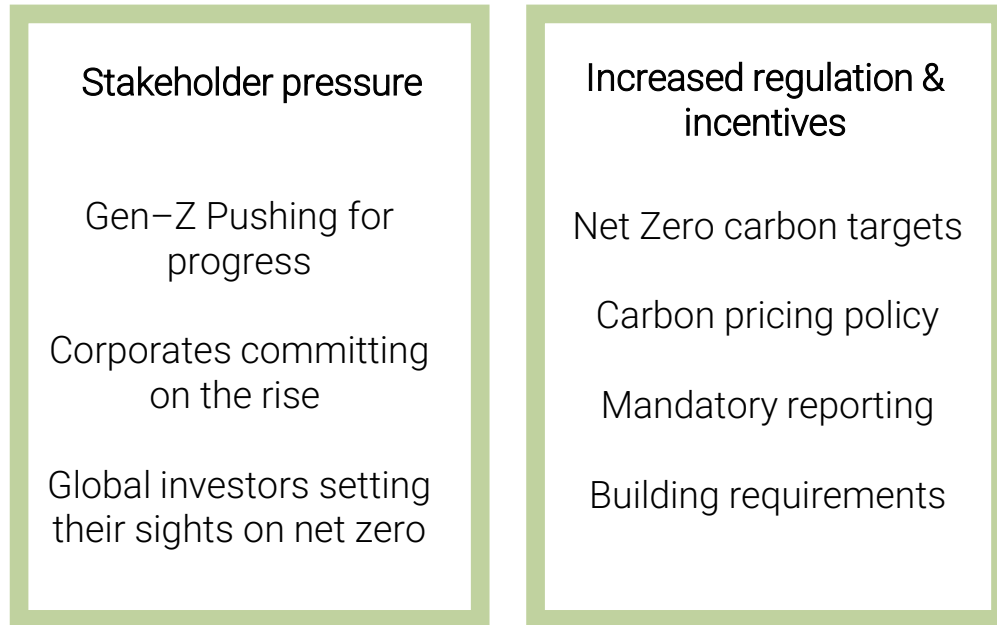 Stakeholder pressure
Gen–Z Pushing for
progress
Corporates committing
on the rise
Global investors setting
their sights on net zero
Increased regulation &
incentives
Net Zero carbon targets
Carbon pricing policy
Mandatory reporting
Building requirements